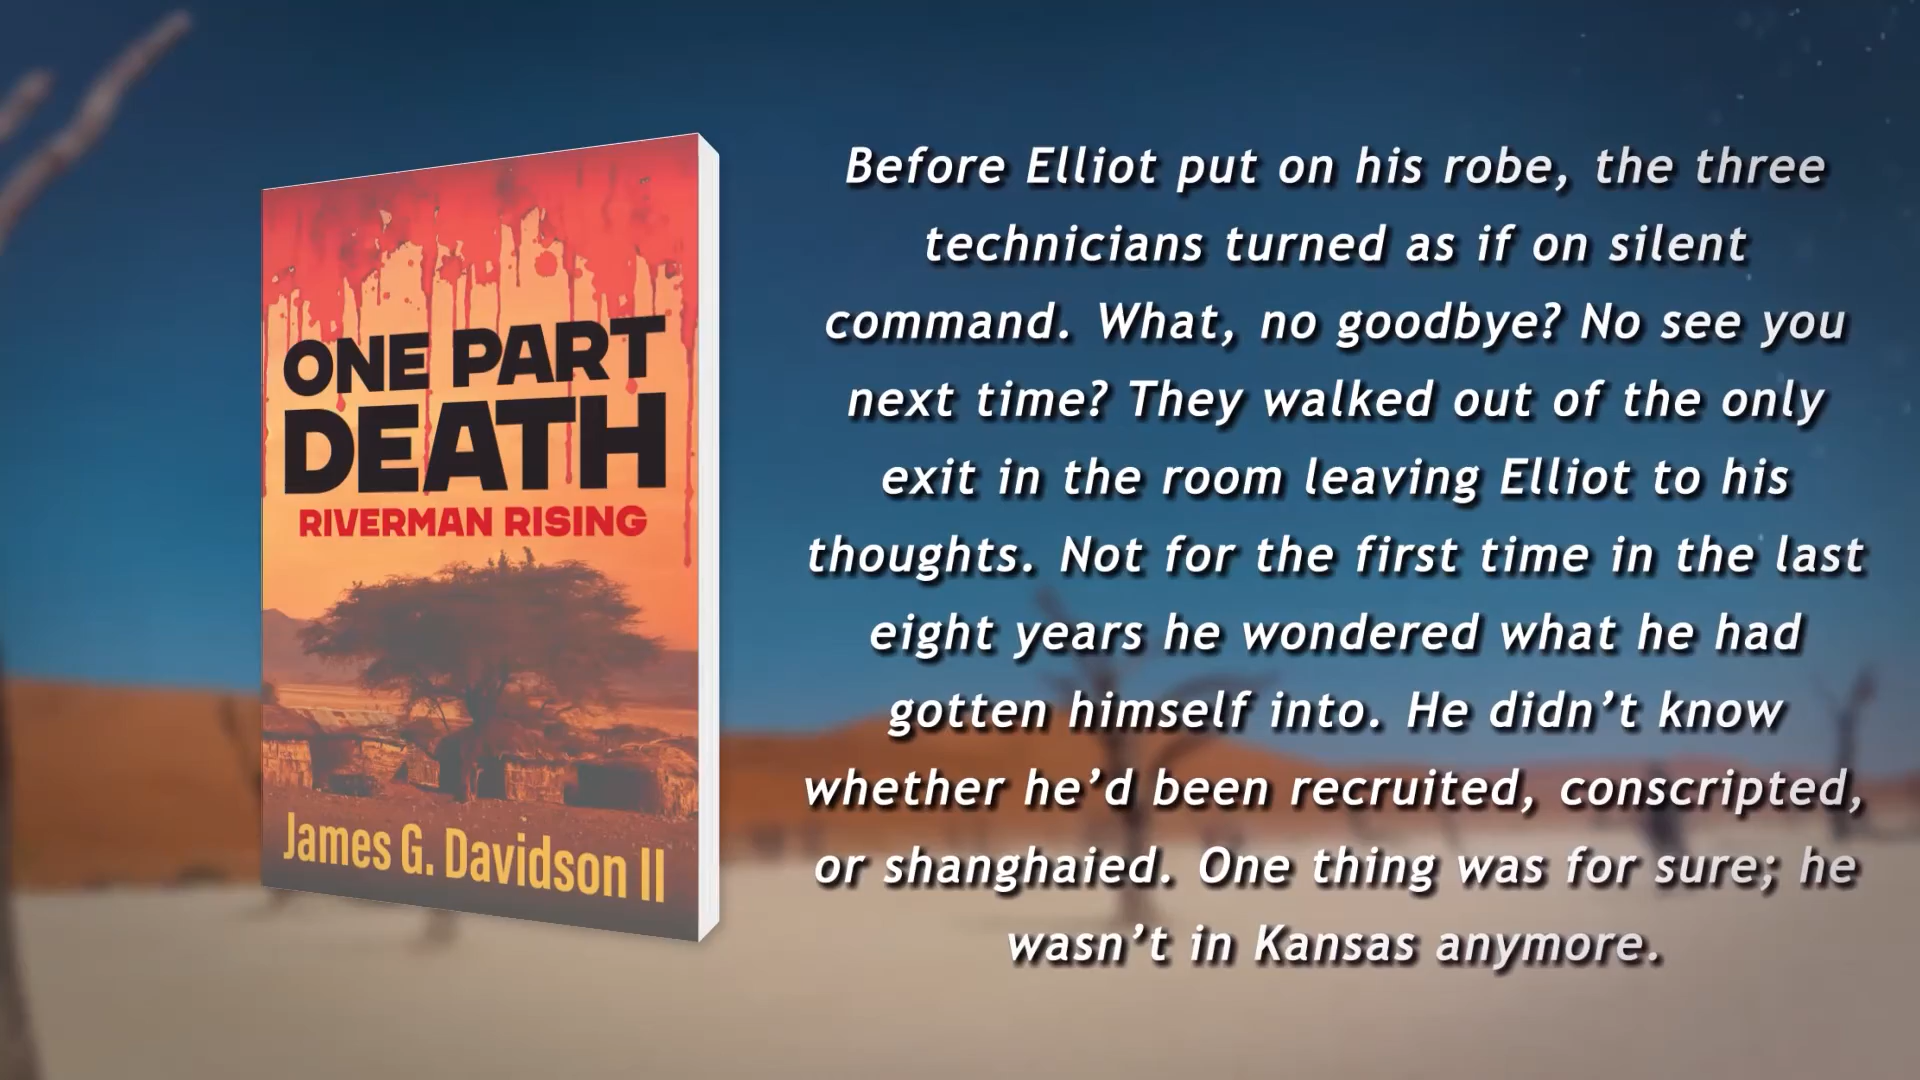 ONE PART
DEATH
RIVERMAN RISING
James G. Davidson II
Before Elliot put on his robe, the three
technicians turned as if on silent
command. What, no goodbye? No see you
next time? They walked out of the only
exit in the room leaving Elliot to his
thoughts. Not for the first time in the last
eight years he wondered what he had
gotten himself into. He didn’t know
whether he’d been recruited, conscripted,
or shanghaied. One thing was for sure; he
wasn’t in Kansas anymore.